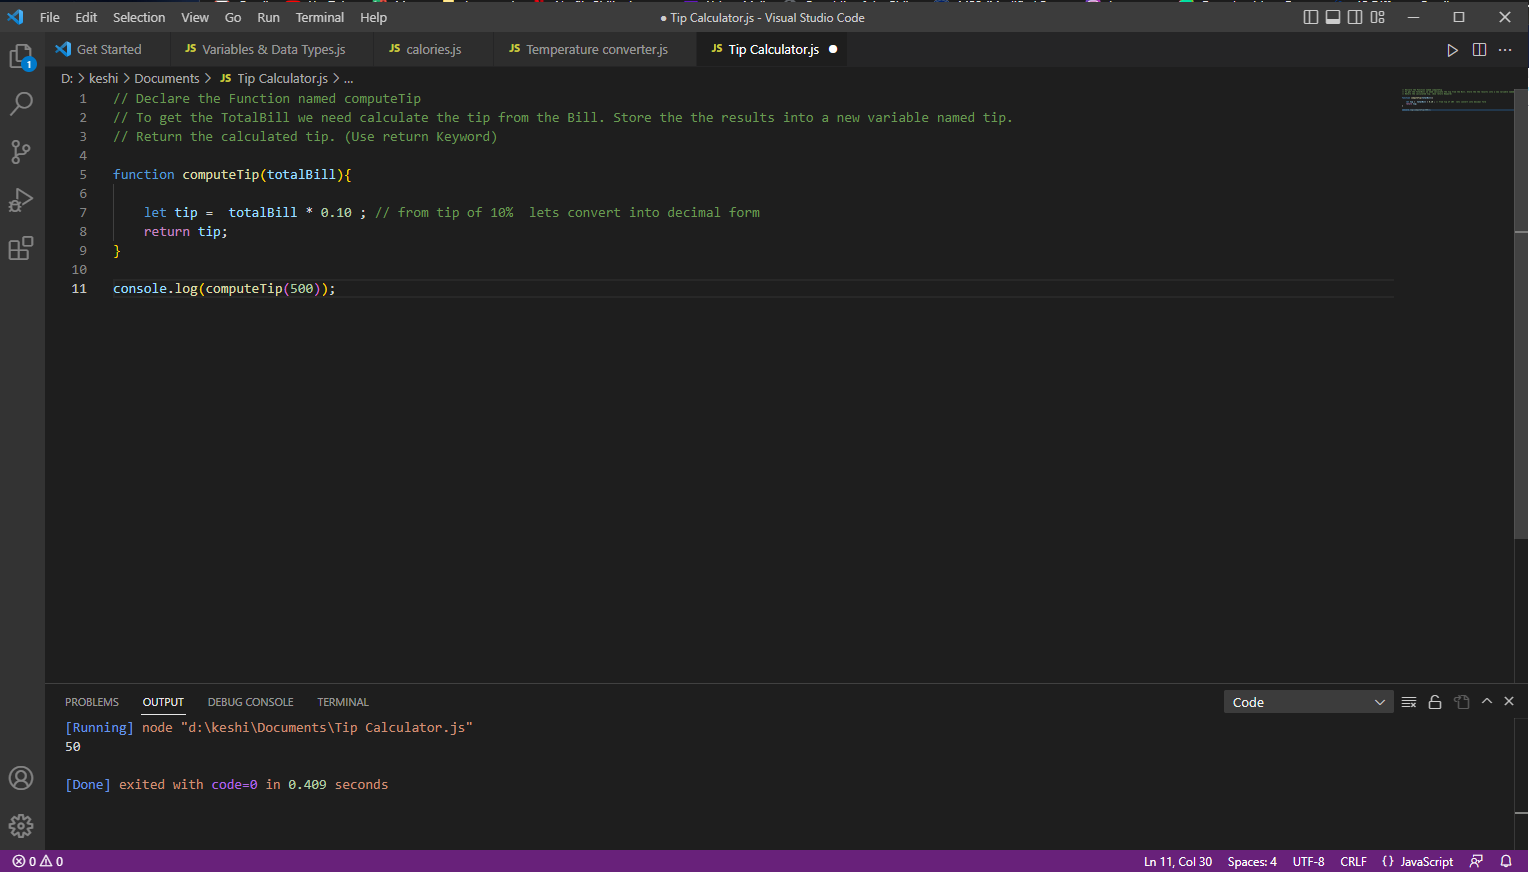 File Edit Selection View Go Run Terminal Help ● Tip Calculator.js - Visual Studio Code
Get Started JS Variables & Data Types.js JS calories.js JS Temperature converter.js JS Tip Calculator.js ●
D: > keshi > Documents > JS Tip Calculator.js > ...
1 // Declare the Function named computeTip
2 // To get the TotalBill we need calculate the tip from the Bill. Store the the results into a new variable named tip.
3 // Return the calculated tip. (Use return Keyword)
4
5 function computeTip(totalBill){
6
7 let tip =  totalBill * 0.10 ; // from tip of 10%  lets convert into decimal form
8 return tip;
9 }
10
11 console.log(computeTip(500));
1
PROBLEMS OUTPUT DEBUG CONSOLE TERMINAL Code
[Running] node "d:\keshi\Documents\Tip Calculator.js"
50
[Done] exited with code=0 in 0.409 seconds
0 0 Ln 11, Col 30 Spaces: 4 UTF-8 CRLF {} JavaScript